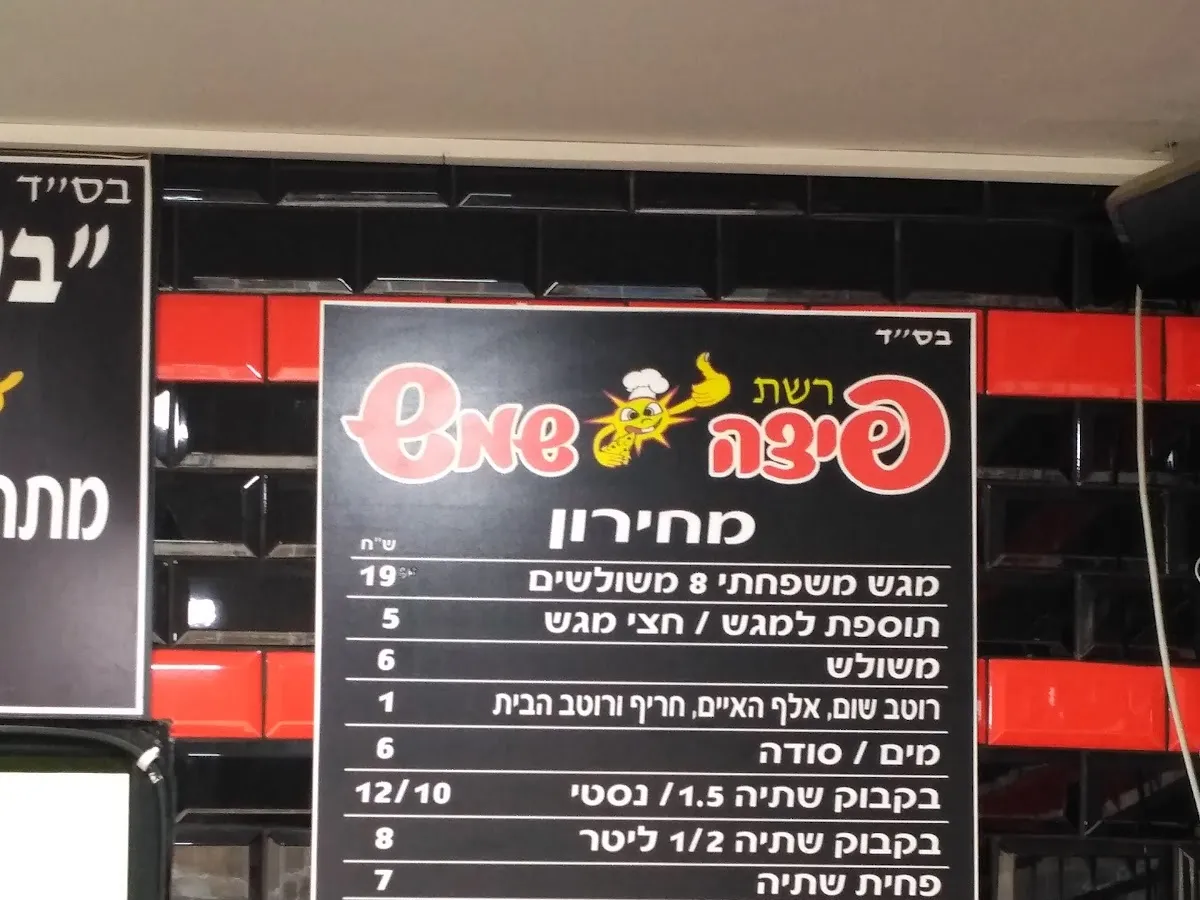 בס״ד
רשת
פיצה שמש
מחירון
ש"ח
מגש משפחתי 8 משולשים 19
תוספת למגש / חצי מגש 5
משולש 6
רוטב שום, אלף האיים, חריף ורוטב הבית 1
מים / סודה 6
בקבוק שתיה 1.5/ נסטי 12/10
בקבוק שתיה 1/2 ליטר 8
פחית שתיה 7
בס״ד